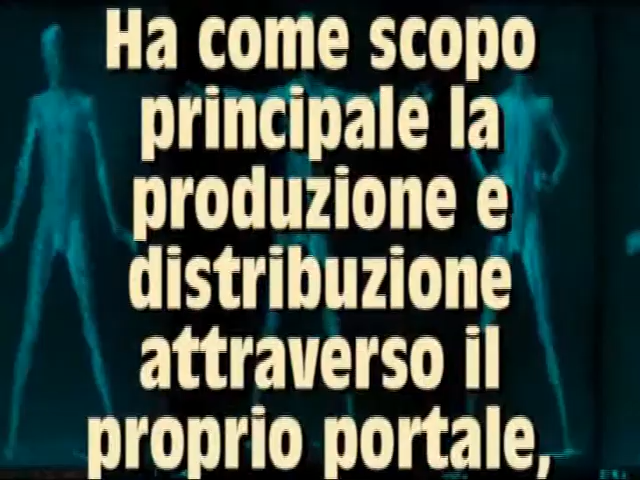 Ha come scopo
principale la
produzione e
distribuzione
attraverso il
proprio portale,